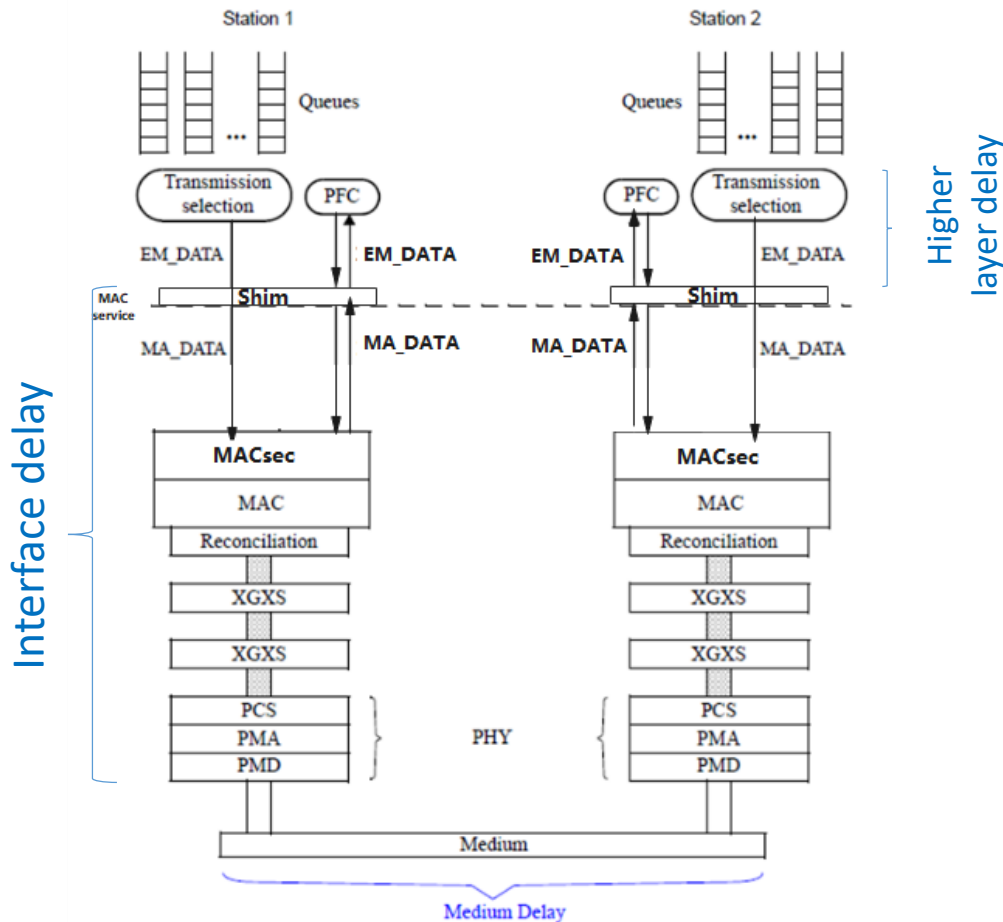 Station 1
Station 2
Queues
Queues
...
...
Transmission
selection
PFC
PFC
Transmission
selection
Higher
layer delay
EM_DATA
EM_DATA
EM_DATA
EM_DATA
MAC
service
Shim
Shim
MA_DATA
MA_DATA
MA_DATA
MA_DATA
Interface delay
MACsec
MACsec
MAC
MAC
Reconciliation
Reconciliation
XGXS
XGXS
XGXS
XGXS
PCS
PCS
PMA
PHY
PMA
PMD
PMD
Medium
Medium Delay